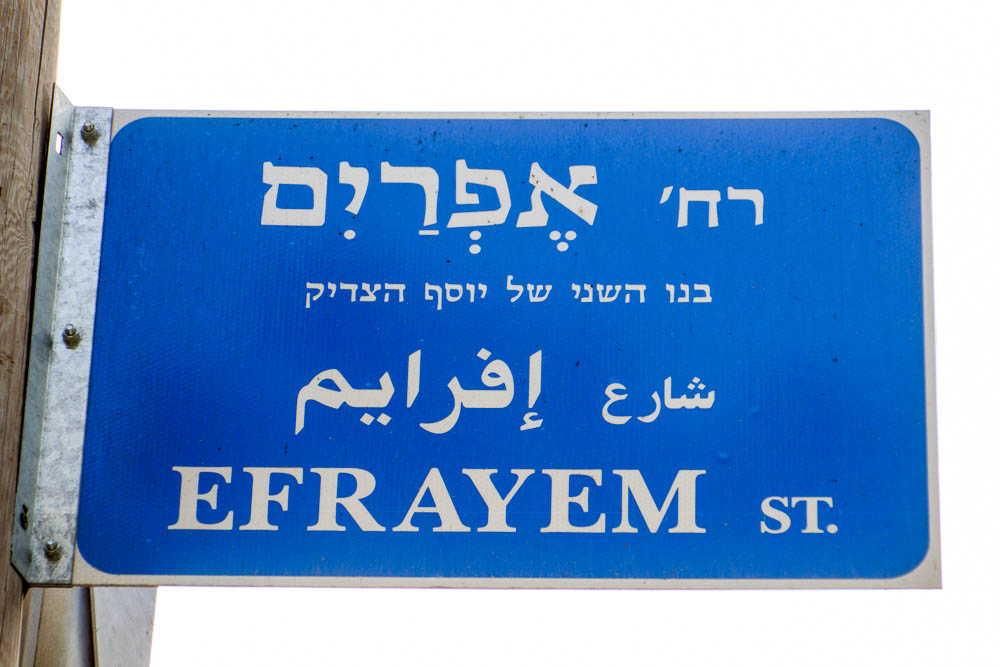 רח' אֶפְרַיִם
בנו השני של יוסף הצדיק
شارع إفرايم
EFRAYEM ST.